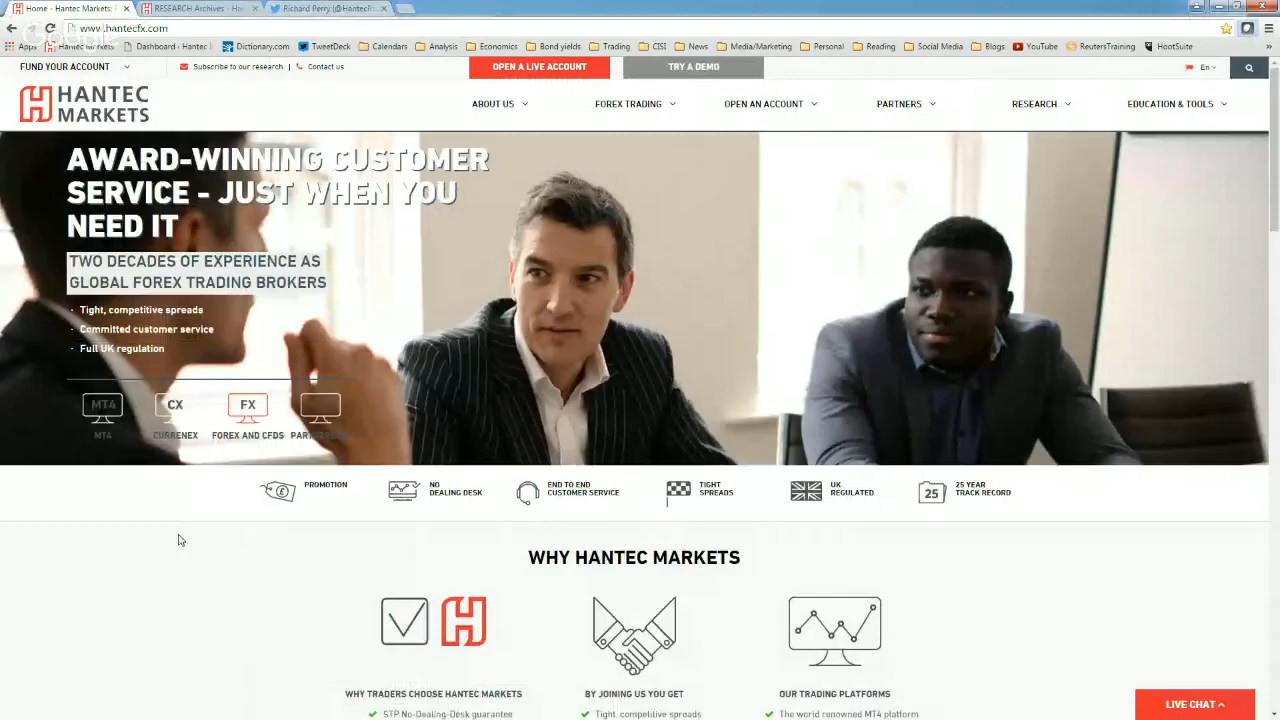 Home - Hantec Markets:
RESEARCH Archives - Han
Richard Perry (@HantecR
Google
www.hantecfx.com
Apps
Hantec Markets
Dashboard ‹ Hantec
Dictionary.com
TweetDeck
Calendars
Analysis
Economics
Bond yields
Trading
CISI
News
Media/Marketing
Personal
Reading
Social Media
Blogs
YouTube
ReutersTraining
HootSuite
FUND YOUR ACCOUNT
Subscribe to our research
Contact us
OPEN A LIVE ACCOUNT
TRY A DEMO
En
HANTEC
MARKETS
ABOUT US
FOREX TRADING
OPEN AN ACCOUNT
PARTNERS
RESEARCH
EDUCATION & TOOLS
AWARD-WINNING CUSTOMER
SERVICE - JUST WHEN YOU
NEED IT
TWO DECADES OF EXPERIENCE AS
GLOBAL FOREX TRADING BROKERS
- Tight, competitive spreads
- Committed customer service
- Full UK regulation
MT4
CX
FX
MT4
CURRENEX
FOREX AND CFDS
PROMOTION
NO
DEALING DESK
END TO END
CUSTOMER SERVICE
TIGHT
SPREADS
UK
REGULATED
25
25 YEAR
TRACK RECORD
WHY HANTEC MARKETS
WHY TRADERS CHOOSE HANTEC MARKETS
BY JOINING US YOU GET
OUR TRADING PLATFORMS
STP No-Dealing-Desk guarantee
Tight, competitive spreads
The world renowned MT4 platform
LIVE CHAT